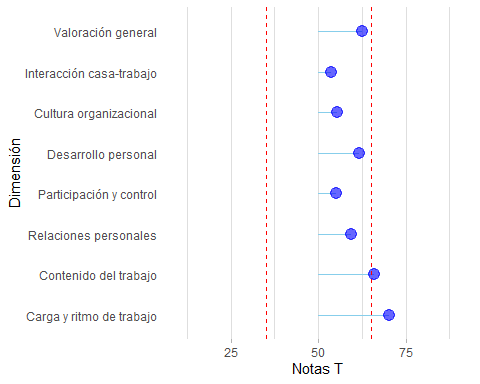 Valoración general
Interacción casa-trabajo
Cultura organizacional
Desarrollo personal
Participación y control
Relaciones personales
Contenido del trabajo
Carga y ritmo de trabajo
Dimensión
25 50 75
Notas T